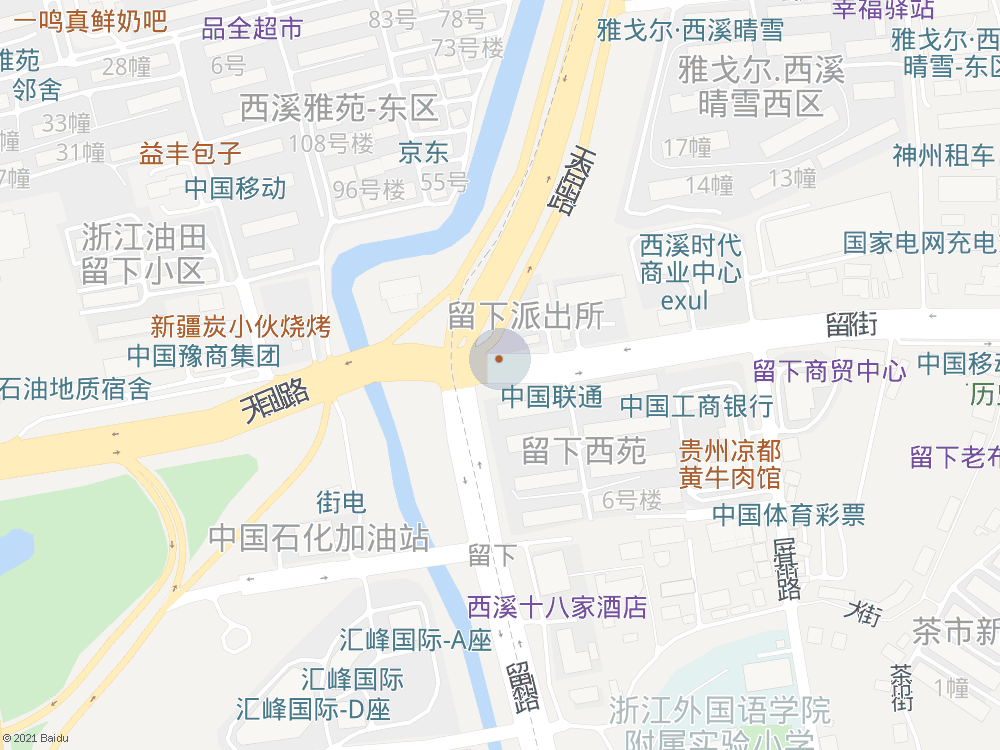 一鸣真鲜奶吧
品全超市
83号
78号
73号楼
雅戈尔·西溪晴雪
幸福驿站
雅戈尔·西
晴雪-东区
雅苑
邻舍
28幢
6号
雅戈尔.西溪
晴雪西区
西溪雅苑-东区
33幢
31幢
108号楼
益丰包子
京东
17幢
神州租车
中国移动
96号楼
55号
14幢
13幢
浙江油田
留下小区
西溪时代
商业中心
exul
国家电网充电
留下派出所
新疆炭小伙烧烤
中国豫商集团
留下商贸中心
中国移动
石油地质宿舍
天目山路
中国联通
中国工商银行
留下西苑
贵州凉都
黄牛肉馆
留下老布
6号楼
街电
中国体育彩票
中国石化加油站
留下
西溪十八家酒店
大街
茶市新
汇峰国际-A座
汇峰国际
汇峰国际-D座
茶市街
1幢
浙江外国语学院
附属实验小学
© 2021 Baidu